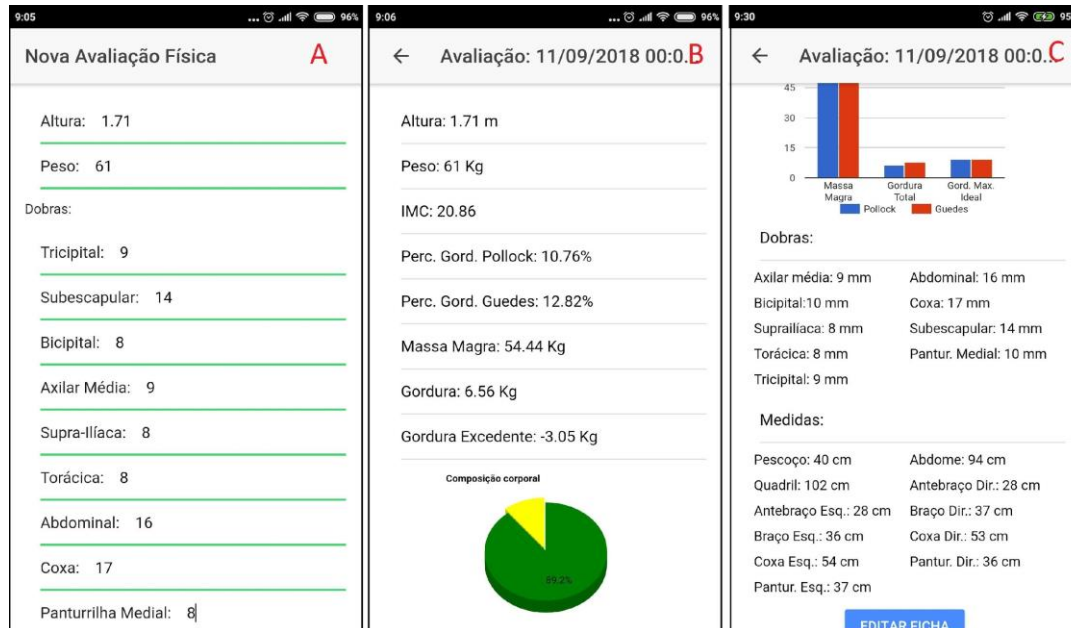 9:05
... 96%
Nova Avaliação Física
A
Altura: 1.71
Peso: 61
Dobras:
Tricipital: 9
Subescapular: 14
Bicipital: 8
Axilar Média: 9
Supra-Ilíaca: 8
Torácica: 8
Abdominal: 16
Coxa: 17
Panturrilha Medial: 8
9:06
... 96%
Avaliação: 11/09/2018 00:0..
B
Altura: 1.71 m
Peso: 61 Kg
IMC: 20.86
Perc. Gord. Pollock: 10.76%
Perc. Gord. Guedes: 12.82%
Massa Magra: 54.44 Kg
Gordura: 6.56 Kg
Gordura Excedente: -3.05 Kg
Composição corporal
89.2%
9:30
95
Avaliação: 11/09/2018 00:0..
C
45
30
15
0
Massa Magra
Gordura Total
Gord. Max. Ideal
Pollock Guedes
Dobras:
Axilar média: 9 mm Abdominal: 16 mm
Bicipital:10 mm Coxa: 17 mm
Suprailíaca: 8 mm Subescapular: 14 mm
Torácica: 8 mm Pantur. Medial: 10 mm
Tricipital: 9 mm
Medidas:
Pescoço: 40 cm Abdome: 94 cm
Quadril: 102 cm Antebraço Dir.: 28 cm
Antebraço Esq.: 28 cm Braço Dir.: 37 cm
Braço Esq.: 36 cm Coxa Dir.: 53 cm
Coxa Esq.: 54 cm Pantur. Dir.: 36 cm
Pantur. Esq.: 37 cm
EDITAR FICHA